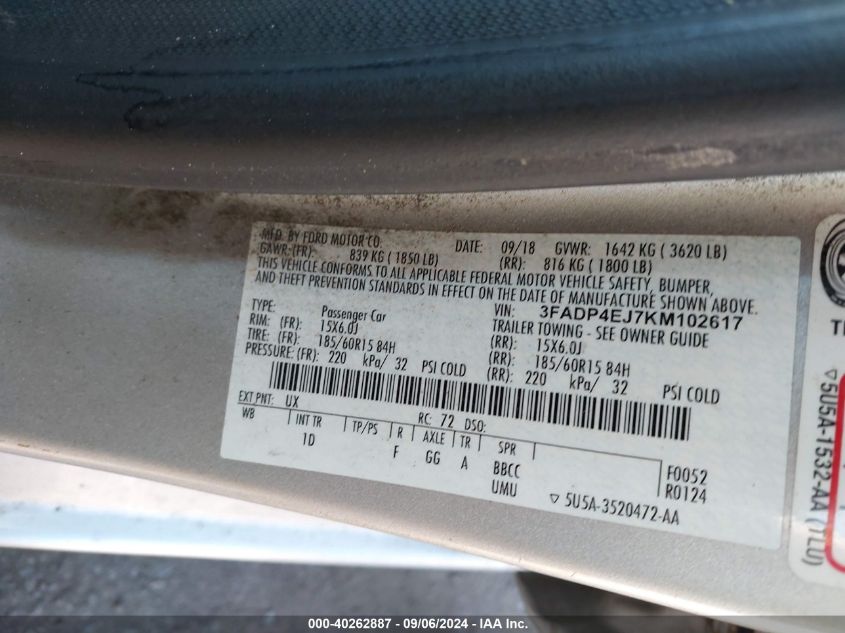 MFD. BY FORD MOTOR CO. DATE: 09/18 GVWR: 1642 KG ( 3620 LB)
GAWR:(FR): 839 KG ( 1850 LB) (RR): 816 KG ( 1800 LB)
THIS VEHICLE CONFORMS TO ALL APPLICABLE FEDERAL MOTOR VEHICLE SAFETY, BUMPER,
AND THEFT PREVENTION STANDARDS IN EFFECT ON THE DATE OF MANUFACTURE SHOWN ABOVE.
VIN: 3FADP4EJ7KM102617
TYPE: Passenger Car TRAILER TOWING - SEE OWNER GUIDE
RIM: (FR): 15X6.0J (RR): 15X6.0J
TIRE: (FR): 185/60R15 84H (RR): 185/60R15 84H
PRESSURE: (FR): 220 kPa/ 32 PSI COLD (RR): 220 kPa/ 32 PSI COLD
EXT PNT: UX RC: 72 DSO:
WB INT TR TP/PS R AXLE TR SPR
1D F GG A BBCC F0052
UMU R0124
▽ 5U5A-3520472-AA
▽5U5A-1532-AA (TLU)
000-40262887 - 09/06/2024 - IAA Inc.